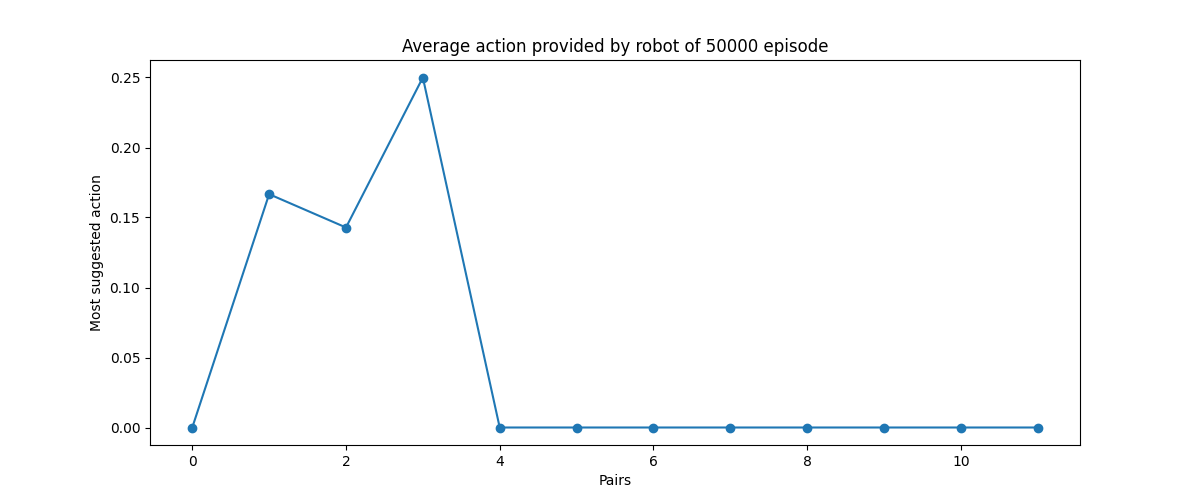 Average action provided by robot of 50000 episode
Most suggested action
0.25
0.20
0.15
0.10
0.05
0.00
0 2 4 6 8 10
Pairs